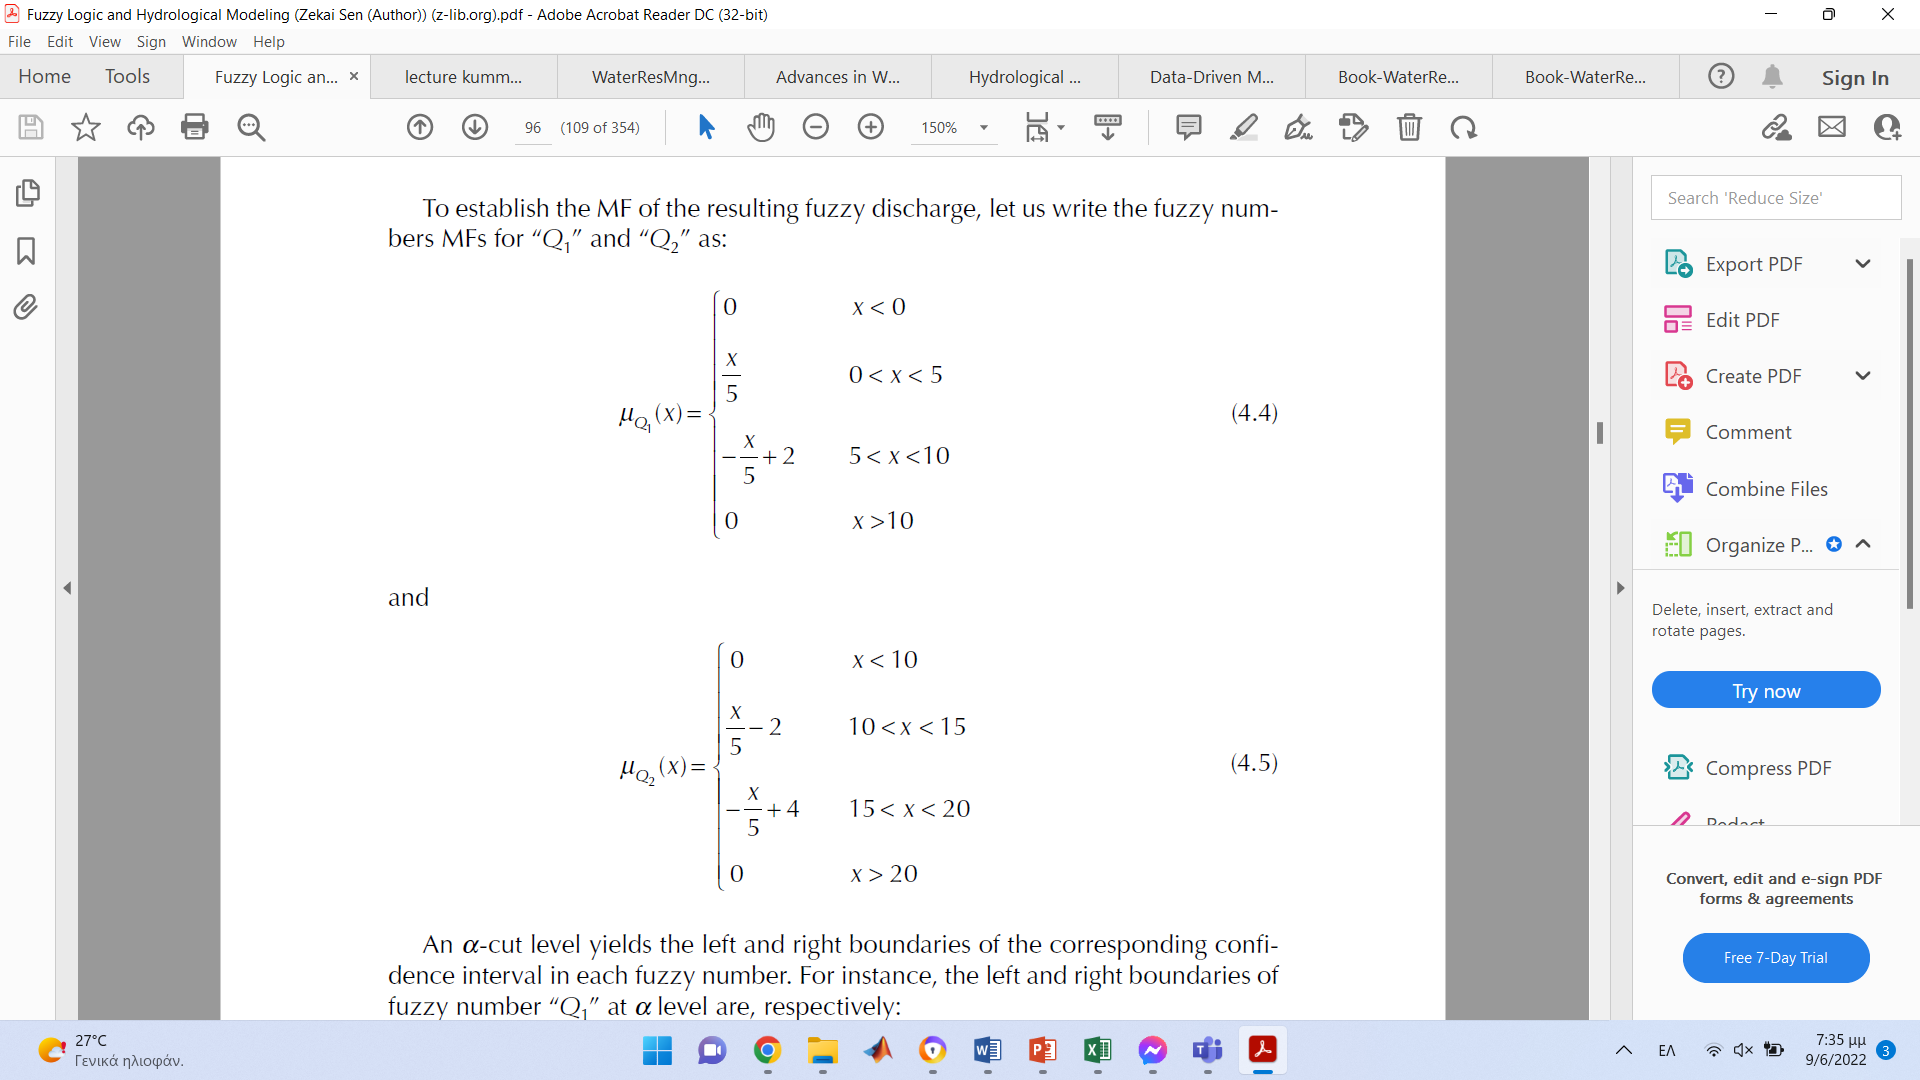 Fuzzy Logic and Hydrological Modeling (Zekai Sen (Author)) (z-lib.org).pdf - Adobe Acrobat Reader DC (32-bit)
File Edit View Sign Window Help
Home Tools Fuzzy Logic an... × lecture kumm... WaterResMng... Advances in W... Hydrological ... Data-Driven M... Book-WaterRe... Book-WaterRe... Sign In
96 (109 of 354) 150%
To establish the MF of the resulting fuzzy discharge, let us write the fuzzy num-
bers MFs for “Q₁” and “Q₂” as:
0 x < 0
x/5 0 < x < 5
μQ₁(x) = (4.4)
−x/5 + 2 5 < x <10
0 x >10
and
0 x < 10
x/5 − 2 10 < x < 15
μQ₂(x) = (4.5)
−x/5 + 4 15 < x < 20
0 x > 20
An α-cut level yields the left and right boundaries of the corresponding confi-
dence interval in each fuzzy number. For instance, the left and right boundaries of
fuzzy number “Q₁” at α level are, respectively:
Search 'Reduce Size'
Export PDF
Edit PDF
Create PDF
Comment
Combine Files
Organize P...
Delete, insert, extract and
rotate pages.
Try now
Compress PDF
Redact
Convert, edit and e-sign PDF
forms & agreements
Free 7-Day Trial
27°C
Γενικά ηλιοφάν.
ΕΛ
7:35 μμ
9/6/2022
3